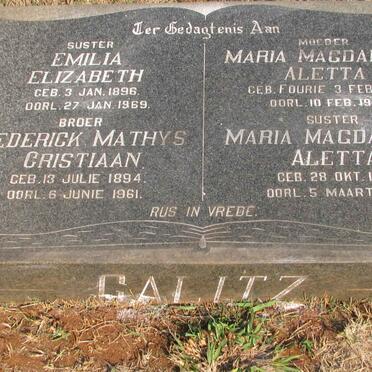 Ter Gedagtenis Aan
SUSTER
EMILIA
ELIZABETH
GEB. 3 JAN. 1896.
OORL. 27 JAN. 1969.
BROER
EDERICK MATHYS
CRISTIAAN
GEB. 13 JULIE 1894.
OORL. 6 JUNIE 1961.
MOEDER
MARIA MAGDA
ALETTA
GEB. FOURIE 3 FEB
OORL. 10 FEB. 19
SUSTER
MARIA MAGDA
ALETTA
GEB. 28 OKT. 1
OORL. 5 MAART
RUS IN VREDE.
GALITZ